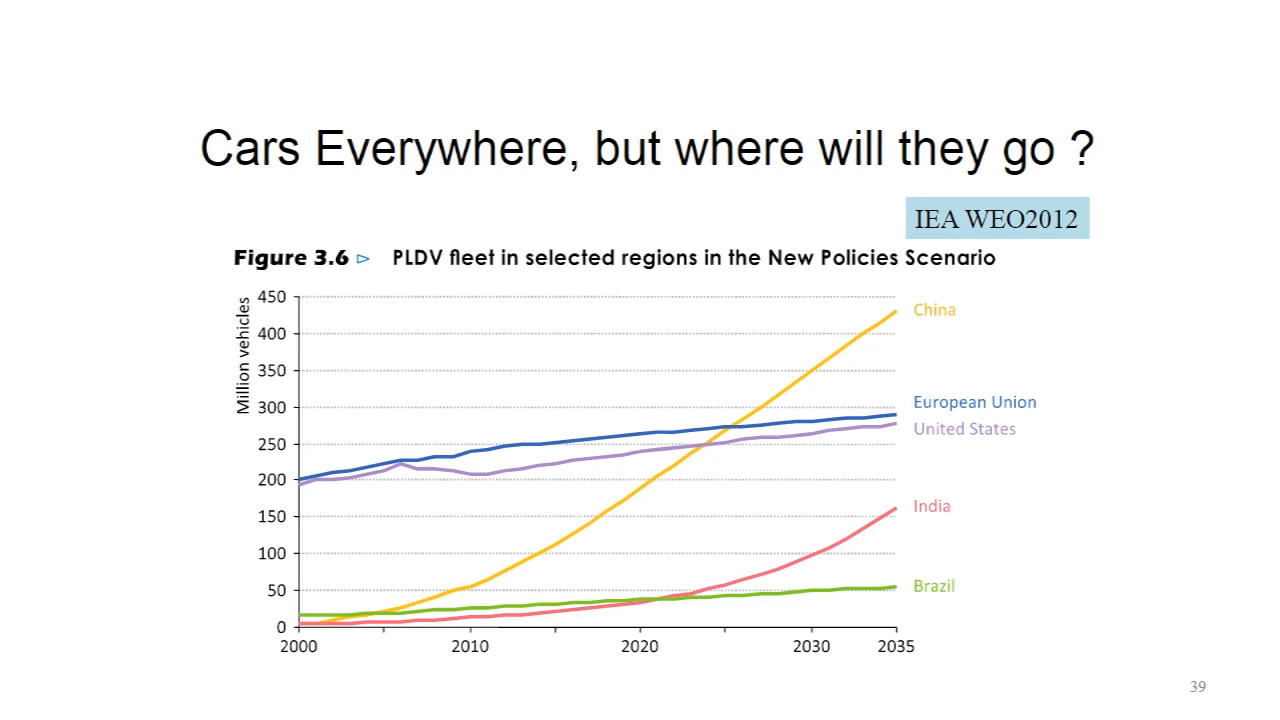 Cars Everywhere, but where will they go ?
IEA WEO2012
Figure 3.6 ▷ PLDV fleet in selected regions in the New Policies Scenario
Million vehicles
450
400
350
300
250
200
150
100
50
0
2000
2010
2020
2030
2035
China
European Union
United States
India
Brazil
39